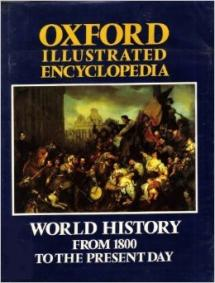 OXFORD
ILLUSTRATED
ENCYCLOPEDIA
WORLD HISTORY
FROM 1800
TO THE PRESENT DAY